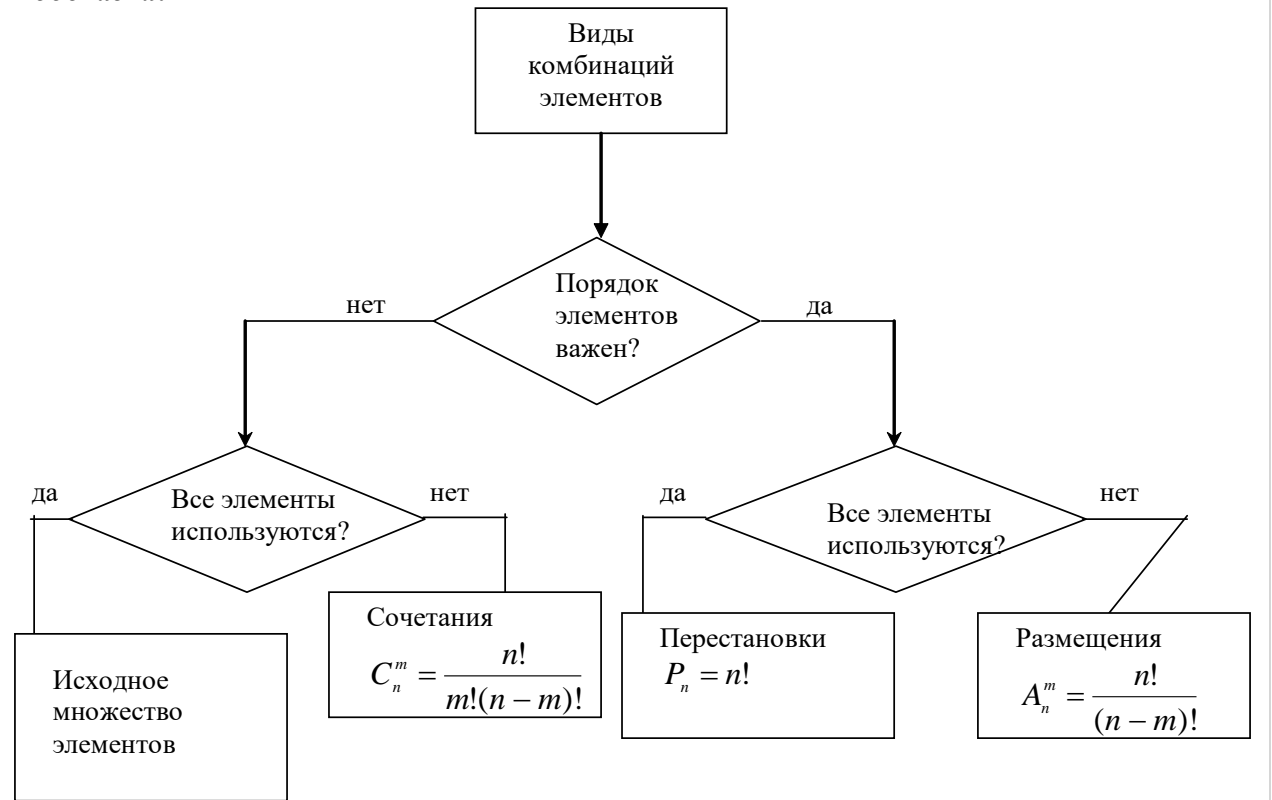 Виды
комбинаций
элементов
Порядок
элементов
важен?
нет
да
да
Все элементы
используются?
нет
да
Все элементы
используются?
нет
Сочетания
C_n^m = n! / m!(n − m)!
Перестановки
P_n = n!
Размещения
A_n^m = n! / (n − m)!
Исходное
множество
элементов